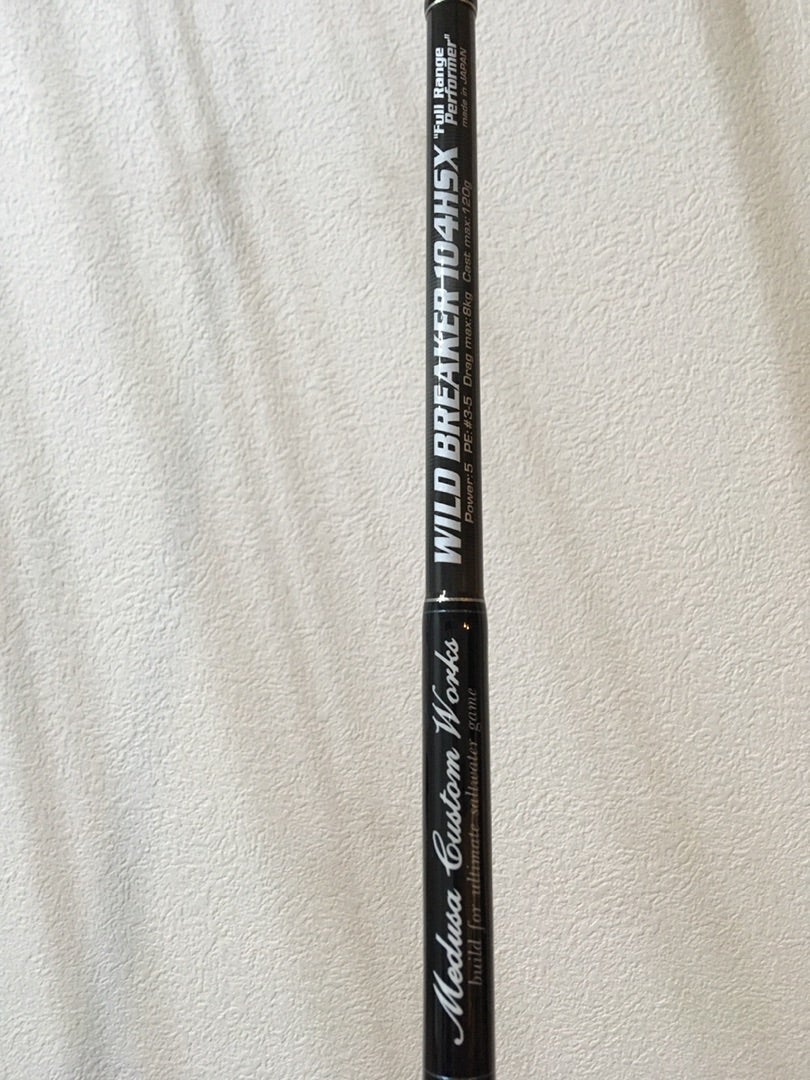 WILD BREAKER 104HSX
"Full Range
Performer"
made in JAPAN
Power:5 PE:#3-5 Drag max:8kg Cast max:120g
Medusa Custom Works
build for ultimate saltwater game